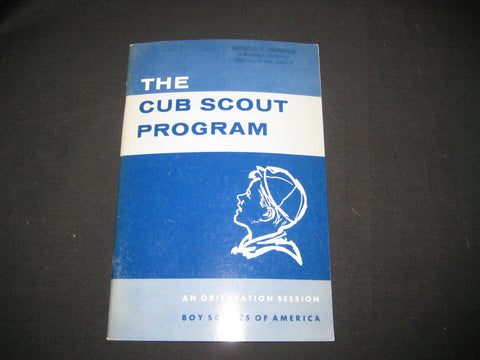 THE
CUB SCOUT
PROGRAM
AN ORIENTATION SESSION
BOY SCOUTS OF AMERICA